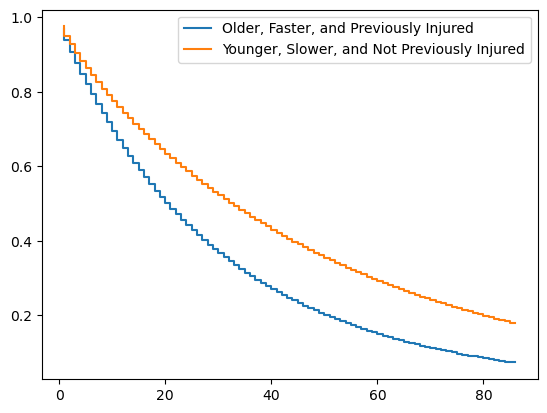 Older, Faster, and Previously Injured
Younger, Slower, and Not Previously Injured
1.0
0.8
0.6
0.4
0.2
0 20 40 60 80